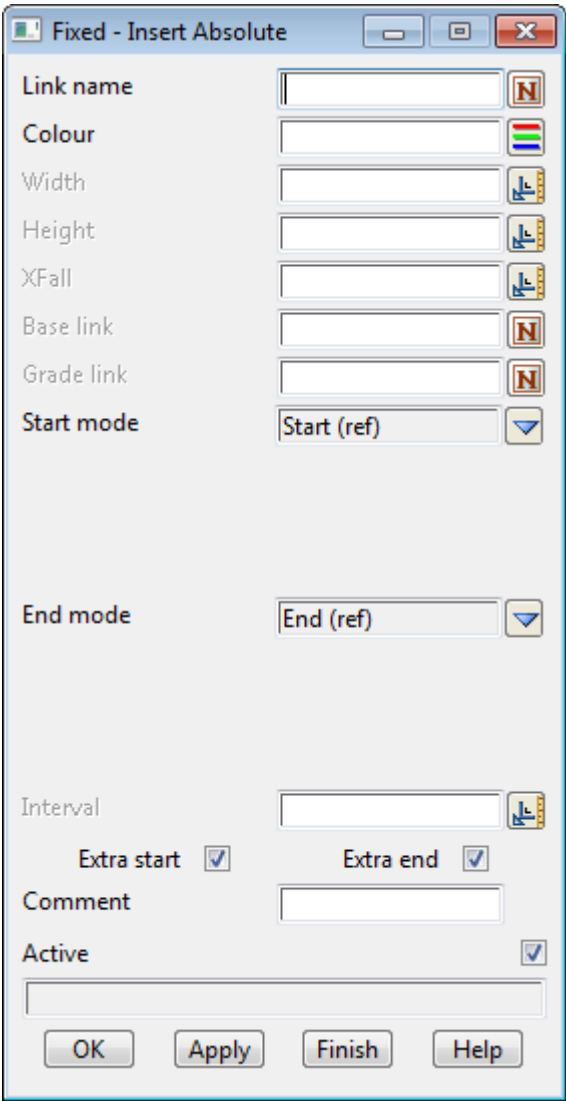 Fixed - Insert Absolute
Link name
Colour
Width
Height
XFall
Base link
Grade link
Start mode Start (ref)
End mode End (ref)
Interval
Extra start Extra end
Comment
Active
OK Apply Finish Help